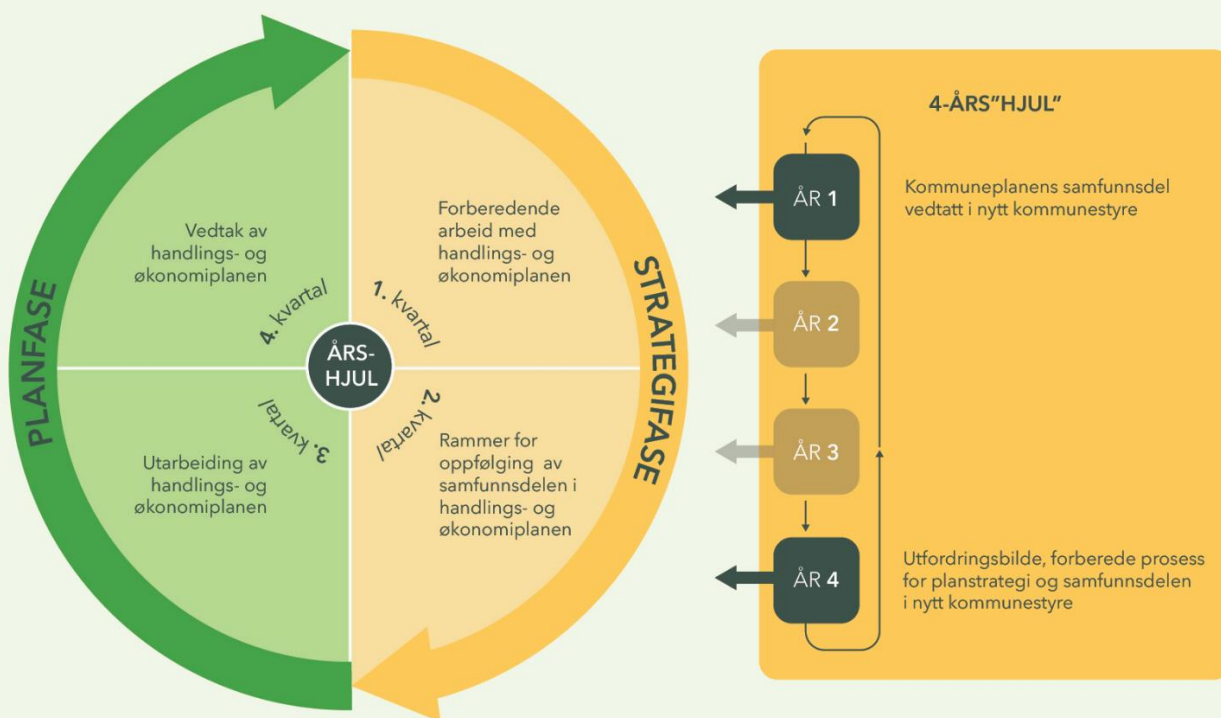 PLANFASE
Vedtak av
handlings- og
økonomiplanen
4. kvartal
Forberedende
arbeid med
handlings- og
økonomiplanen
1. kvartal
STRATEGIFASE
ÅRS-
HJUL
Utarbeiding av
handlings- og
økonomiplanen
3. kvartal
2. kvartal
Rammer for
oppfølging av
samfunnsdelen i
handlings- og
økonomiplanen
4-ÅRS”HJUL”
ÅR 1
Kommuneplanens samfunnsdel
vedtatt i nytt kommunestyre
ÅR 2
ÅR 3
ÅR 4
Utfordringsbilde, forberede prosess
for planstrategi og samfunnsdelen
i nytt kommunestyre